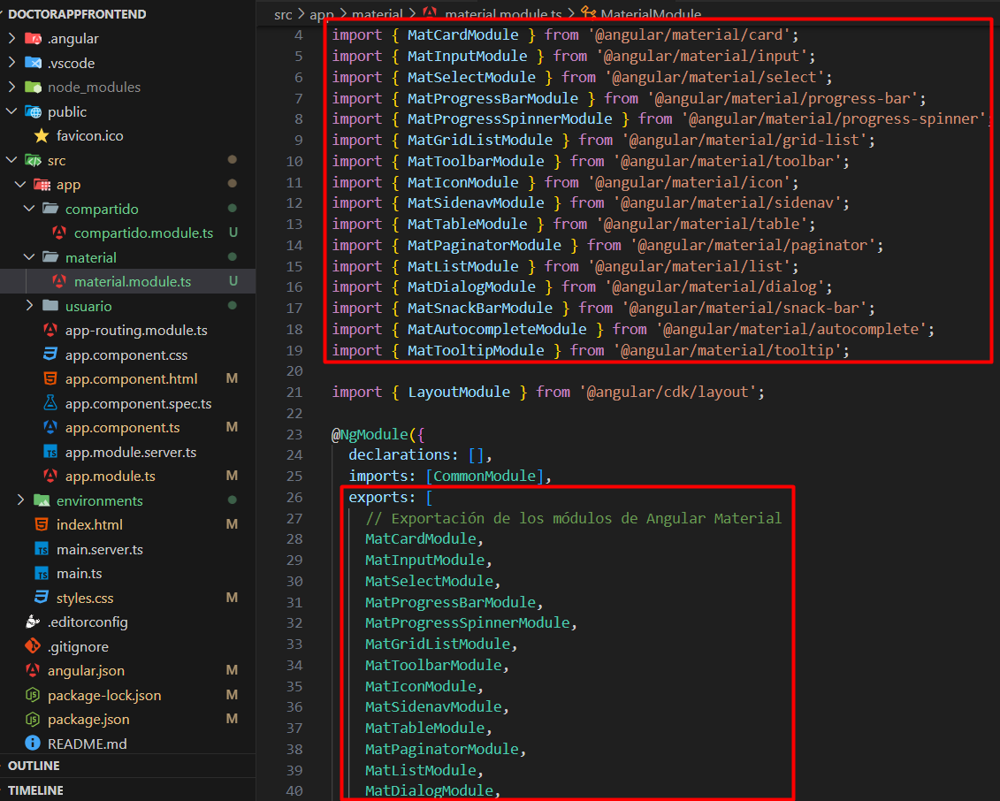 DOCTORAPPFRONTEND
.angular
.vscode
node_modules
public
favicon.ico
src
app
compartido
compartido.module.ts U
material
material.module.ts U
usuario
app-routing.module.ts
app.component.css
app.component.html M
app.component.spec.ts
app.component.ts M
app.module.server.ts
app.module.ts M
environments
index.html M
main.server.ts
main.ts
styles.css M
.editorconfig
.gitignore
angular.json M
package-lock.json M
package.json M
README.md
OUTLINE
TIMELINE
src > app > material > material.module.ts > MaterialModule
4 import { MatCardModule } from '@angular/material/card';
5 import { MatInputModule } from '@angular/material/input';
6 import { MatSelectModule } from '@angular/material/select';
7 import { MatProgressBarModule } from '@angular/material/progress-bar';
8 import { MatProgressSpinnerModule } from '@angular/material/progress-spinner';
9 import { MatGridListModule } from '@angular/material/grid-list';
10 import { MatToolbarModule } from '@angular/material/toolbar';
11 import { MatIconModule } from '@angular/material/icon';
12 import { MatSidenavModule } from '@angular/material/sidenav';
13 import { MatTableModule } from '@angular/material/table';
14 import { MatPaginatorModule } from '@angular/material/paginator';
15 import { MatListModule } from '@angular/material/list';
16 import { MatDialogModule } from '@angular/material/dialog';
17 import { MatSnackBarModule } from '@angular/material/snack-bar';
18 import { MatAutocompleteModule } from '@angular/material/autocomplete';
19 import { MatTooltipModule } from '@angular/material/tooltip';
20
21 import { LayoutModule } from '@angular/cdk/layout';
22
23 @NgModule({
24 declarations: [],
25 imports: [CommonModule],
26 exports: [
27 // Exportación de los módulos de Angular Material
28 MatCardModule,
29 MatInputModule,
30 MatSelectModule,
31 MatProgressBarModule,
32 MatProgressSpinnerModule,
33 MatGridListModule,
34 MatToolbarModule,
35 MatIconModule,
36 MatSidenavModule,
37 MatTableModule,
38 MatPaginatorModule,
39 MatListModule,
40 MatDialogModule,